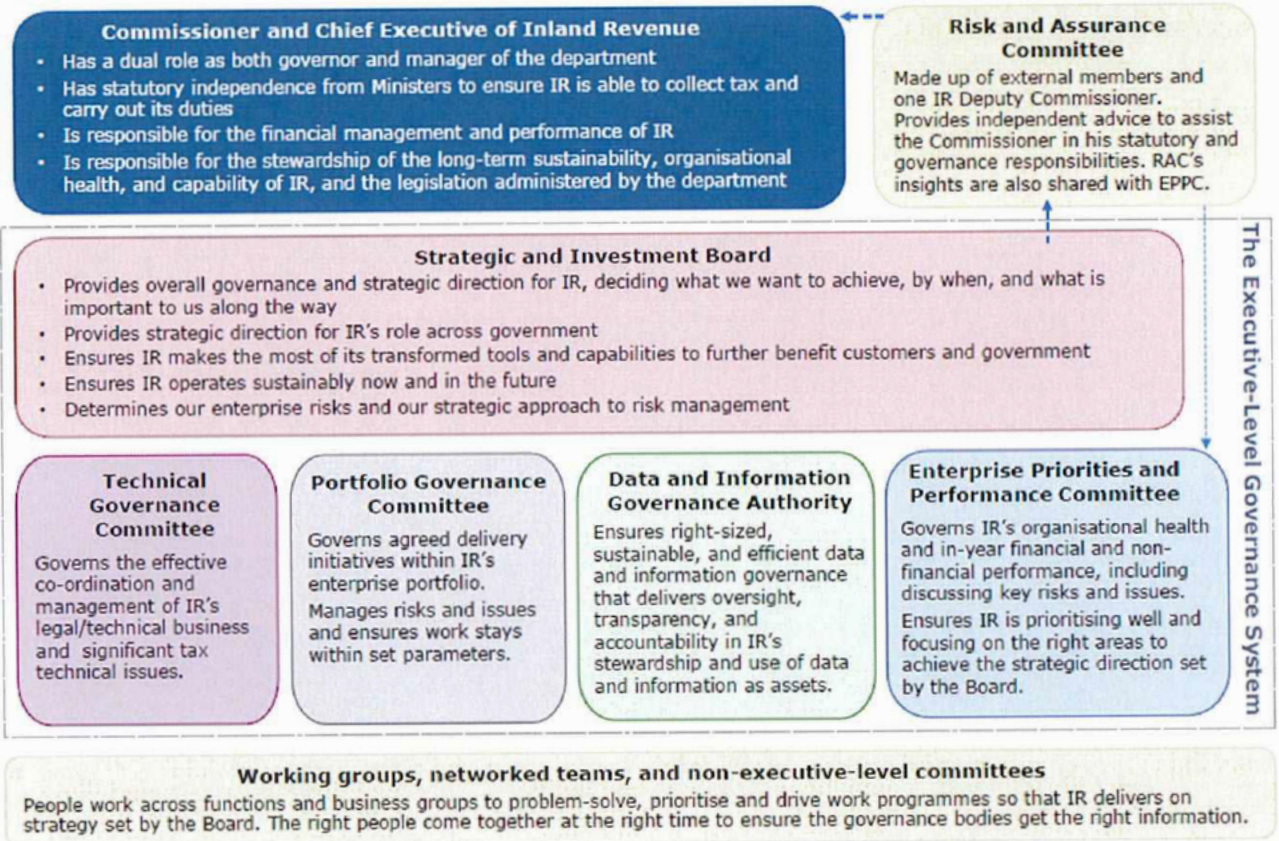 Commissioner and Chief Executive of Inland Revenue
• Has a dual role as both governor and manager of the department
• Has statutory independence from Ministers to ensure IR is able to collect tax and
carry out its duties
• Is responsible for the financial management and performance of IR
• Is responsible for the stewardship of the long-term sustainability, organisational
health, and capability of IR, and the legislation administered by the department
Risk and Assurance
Committee
Made up of external members and
one IR Deputy Commissioner.
Provides independent advice to assist
the Commissioner in his statutory and
governance responsibilities. RAC's
insights are also shared with EPPC.
The Executive-Level Governance System
Strategic and Investment Board
• Provides overall governance and strategic direction for IR, deciding what we want to achieve, by when, and what is
important to us along the way
• Provides strategic direction for IR's role across government
• Ensures IR makes the most of its transformed tools and capabilities to further benefit customers and government
• Ensures IR operates sustainably now and in the future
• Determines our enterprise risks and our strategic approach to risk management
Technical
Governance
Committee
Governs the effective
co-ordination and
management of IR's
legal/technical business
and significant tax
technical issues.
Portfolio Governance
Committee
Governs agreed delivery
initiatives within IR's
enterprise portfolio.
Manages risks and issues
and ensures work stays
within set parameters.
Data and Information
Governance Authority
Ensures right-sized,
sustainable, and efficient data
and information governance
that delivers oversight,
transparency, and
accountability in IR's
stewardship and use of data
and information as assets.
Enterprise Priorities and
Performance Committee
Governs IR's organisational health
and in-year financial and non-
financial performance, including
discussing key risks and issues.
Ensures IR is prioritising well and
focusing on the right areas to
achieve the strategic direction set
by the Board.
Working groups, networked teams, and non-executive-level committees
People work across functions and business groups to problem-solve, prioritise and drive work programmes so that IR delivers on
strategy set by the Board. The right people come together at the right time to ensure the governance bodies get the right information.